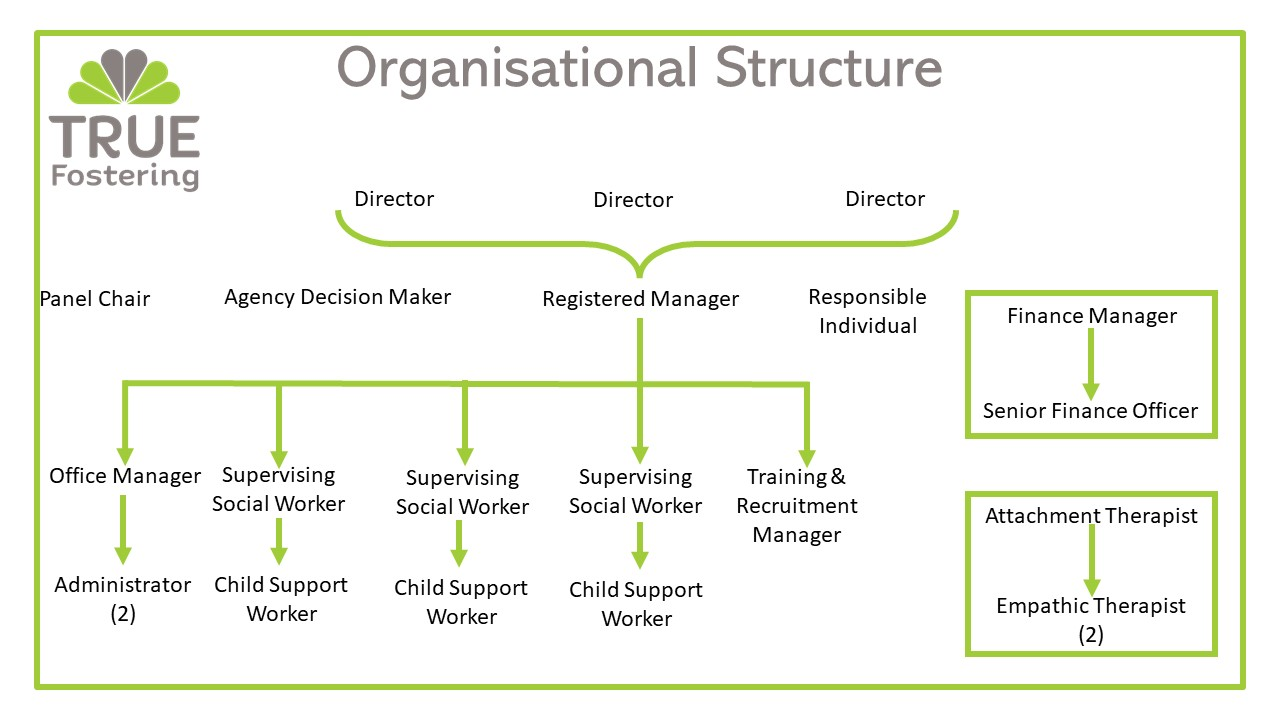 Organisational Structure
TRUE
Fostering
Director
Director
Director
Panel Chair
Agency Decision Maker
Registered Manager
Responsible
Individual
Finance Manager
Senior Finance Officer
Office Manager
Supervising
Social Worker
Supervising
Social Worker
Supervising
Social Worker
Training &
Recruitment
Manager
Administrator
(2)
Child Support
Worker
Child Support
Worker
Child Support
Worker
Attachment Therapist
Empathic Therapist
(2)